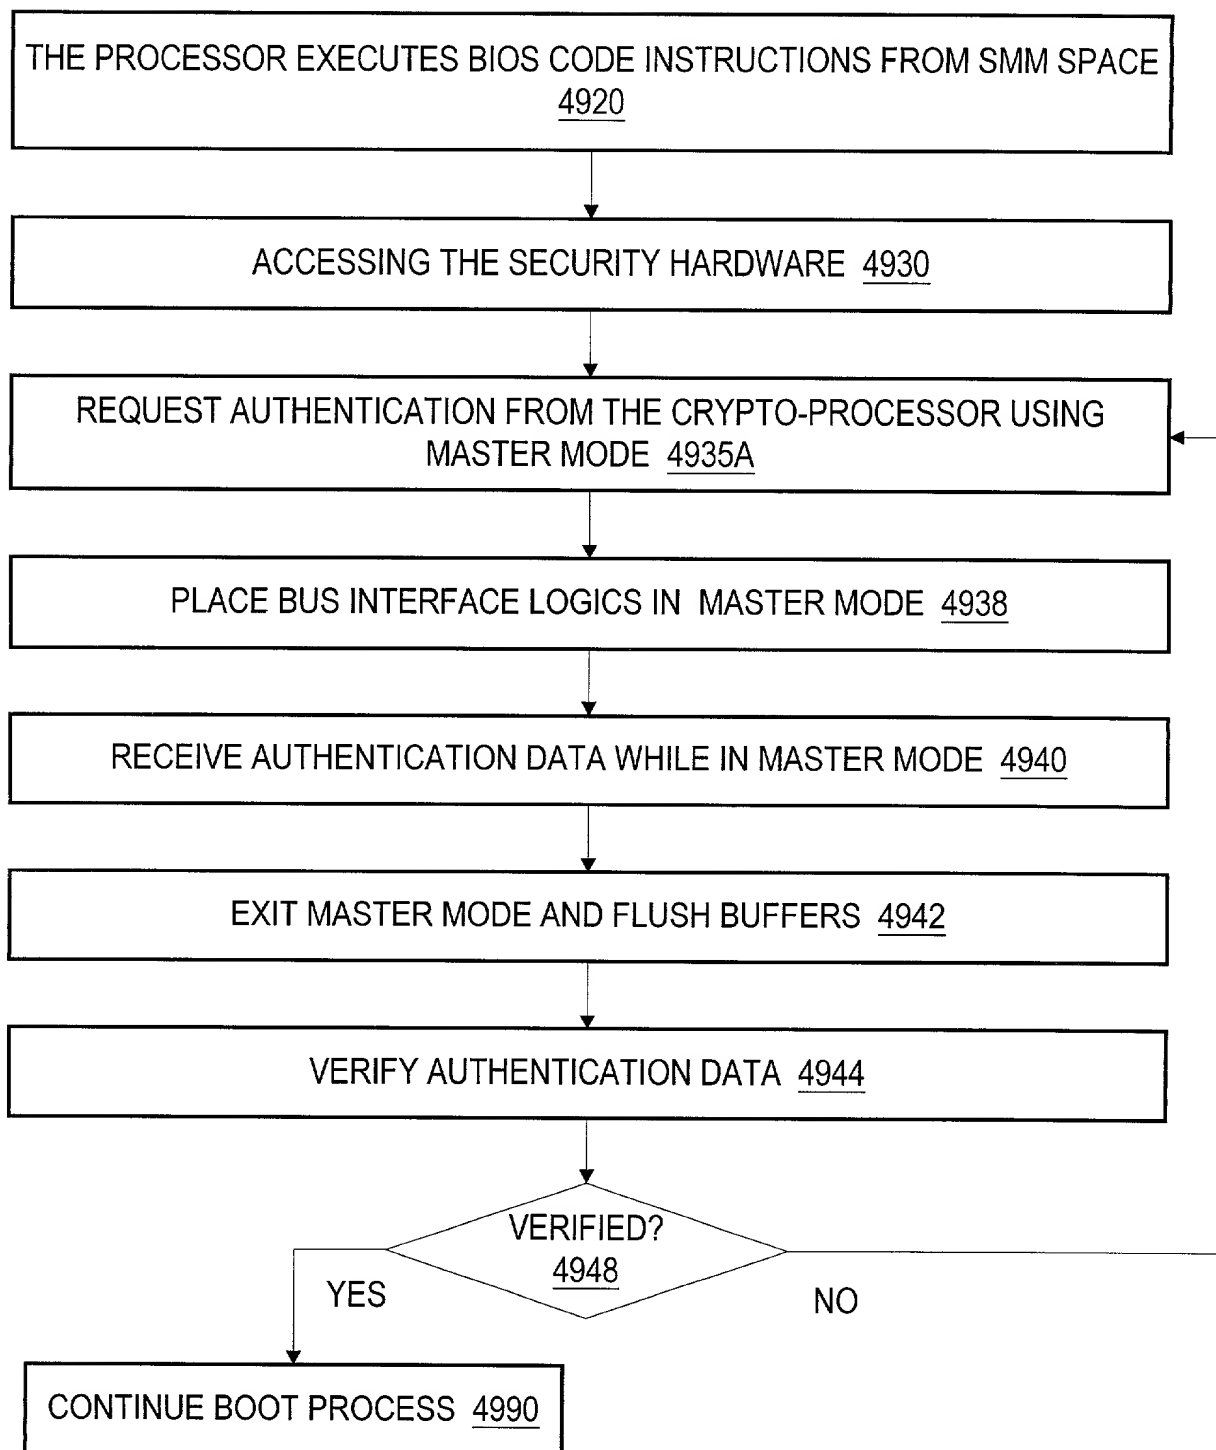 THE PROCESSOR EXECUTES BIOS CODE INSTRUCTIONS FROM SMM SPACE
4920
ACCESSING THE SECURITY HARDWARE 4930
REQUEST AUTHENTICATION FROM THE CRYPTO-PROCESSOR USING
MASTER MODE 4935A
PLACE BUS INTERFACE LOGICS IN MASTER MODE 4938
RECEIVE AUTHENTICATION DATA WHILE IN MASTER MODE 4940
EXIT MASTER MODE AND FLUSH BUFFERS 4942
VERIFY AUTHENTICATION DATA 4944
VERIFIED?
4948
YES
NO
CONTINUE BOOT PROCESS 4990